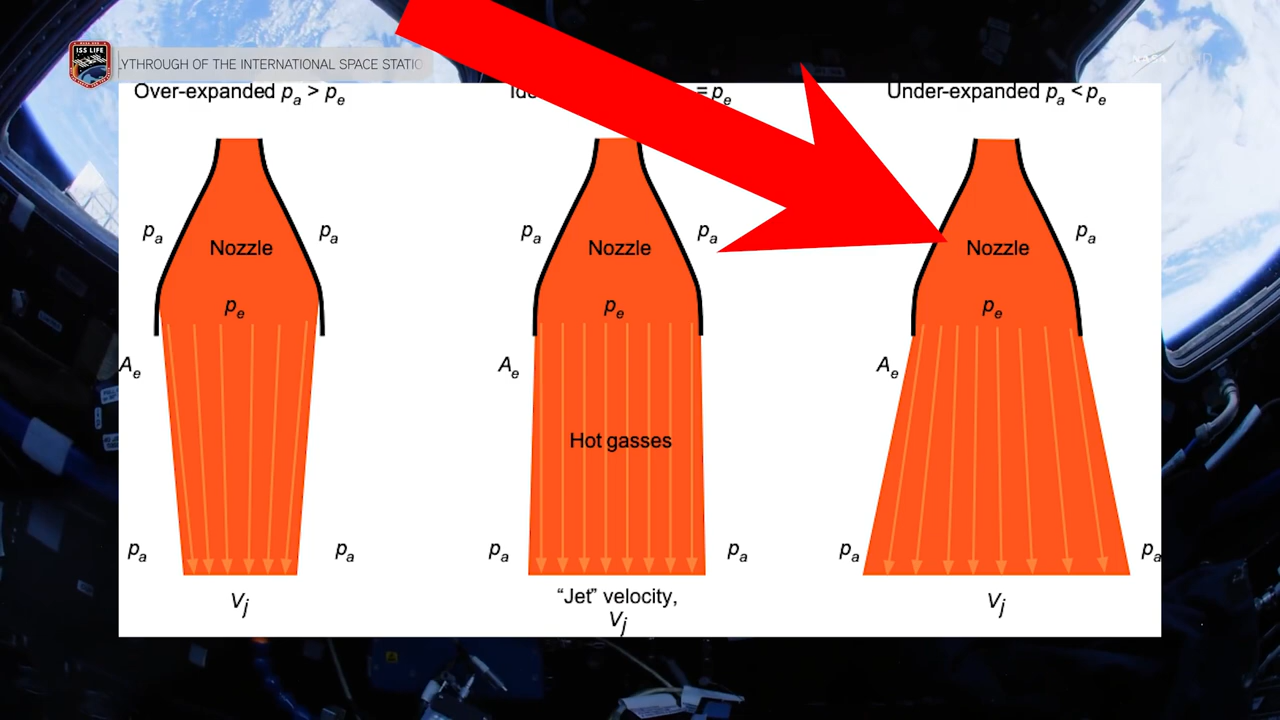 ISS LIFE
LYTHROUGH OF THE INTERNATIONAL SPACE STATIO
NASA
Over-expanded pa > pe
= pe
Under-expanded pa < pe
pa pa pa pa pa
Nozzle Nozzle Nozzle
pe pe pe
Ae Ae Ae
Hot gasses
pa pa pa pa pa pa
Vj "Jet" velocity, Vj
Vj